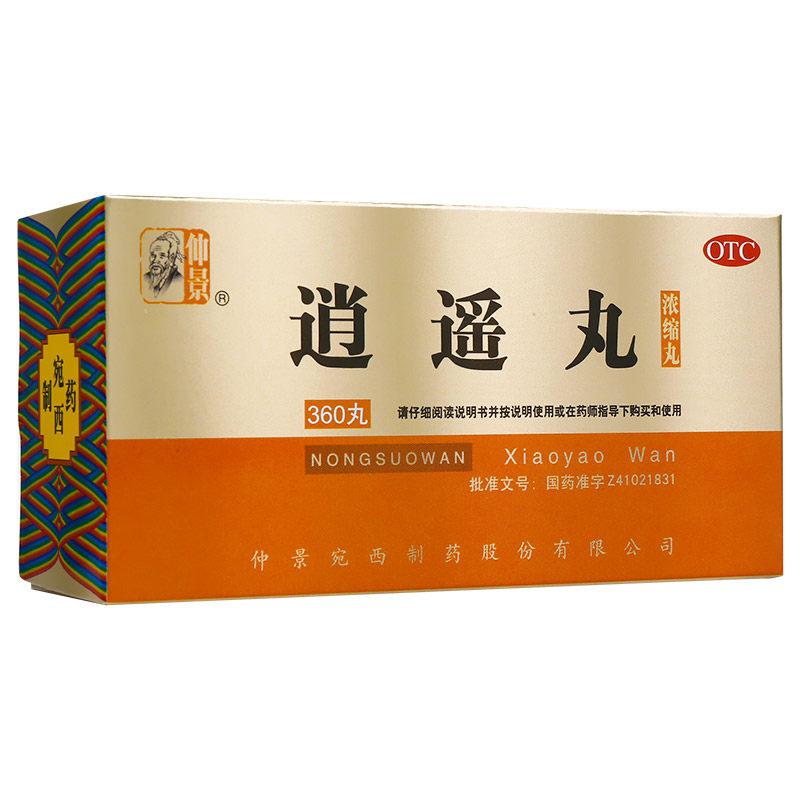 仲景
®
OTC
逍遥丸
浓缩丸
360丸
请仔细阅读说明书并按说明使用或在药师指导下购买和使用
NONGSUOWAN
Xiaoyao Wan
批准文号：国药准字Z41021831
仲景宛西制药股份有限公司
宛西制药